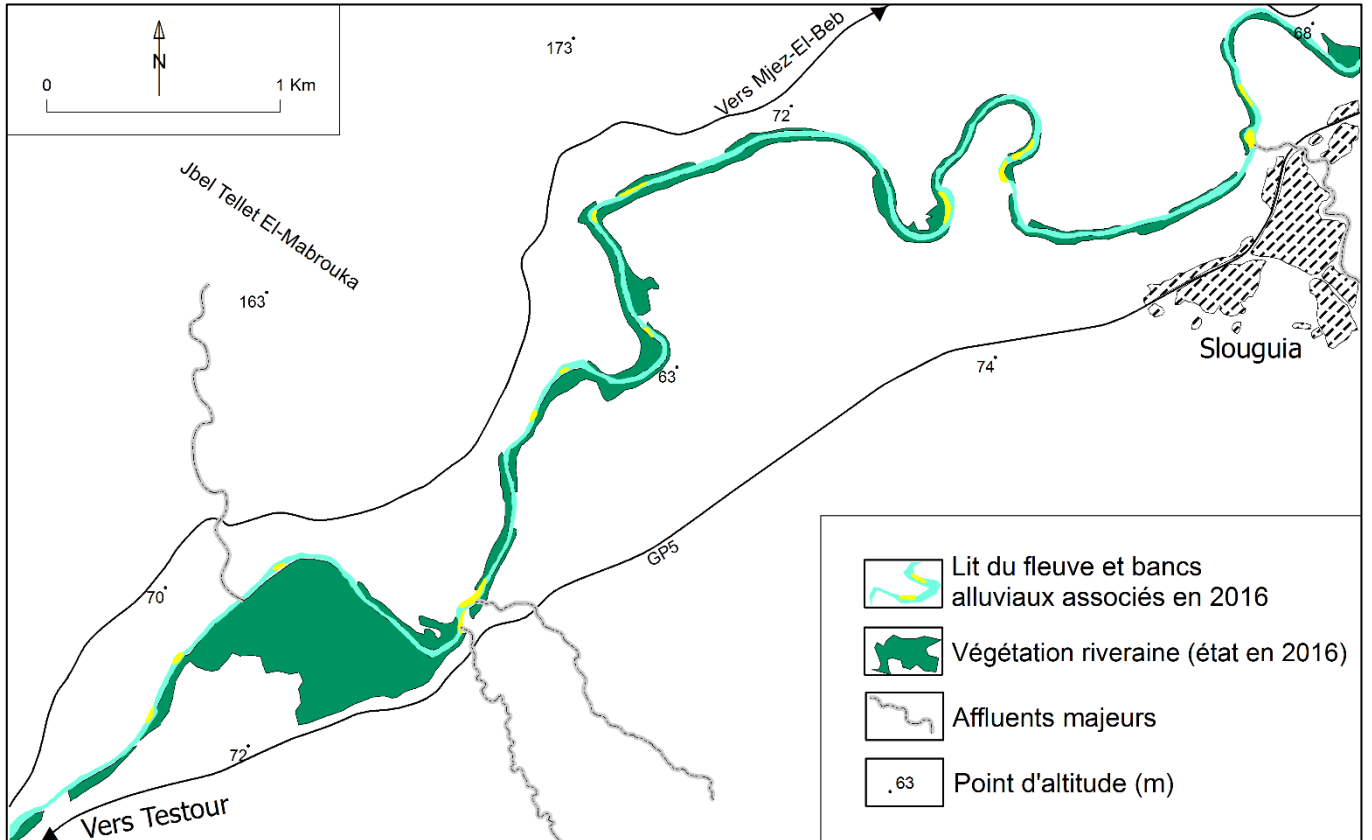 N
0 1 Km
173
Vers Mjez-El-Beb
68
72
Jbel Tellet El-Mabrouka
163
63
74
Slouguia
GP5
70
72
Vers Testour
Lit du fleuve et bancs
alluviaux associés en 2016
Végétation riveraine (état en 2016)
Affluents majeurs
.63 Point d'altitude (m)